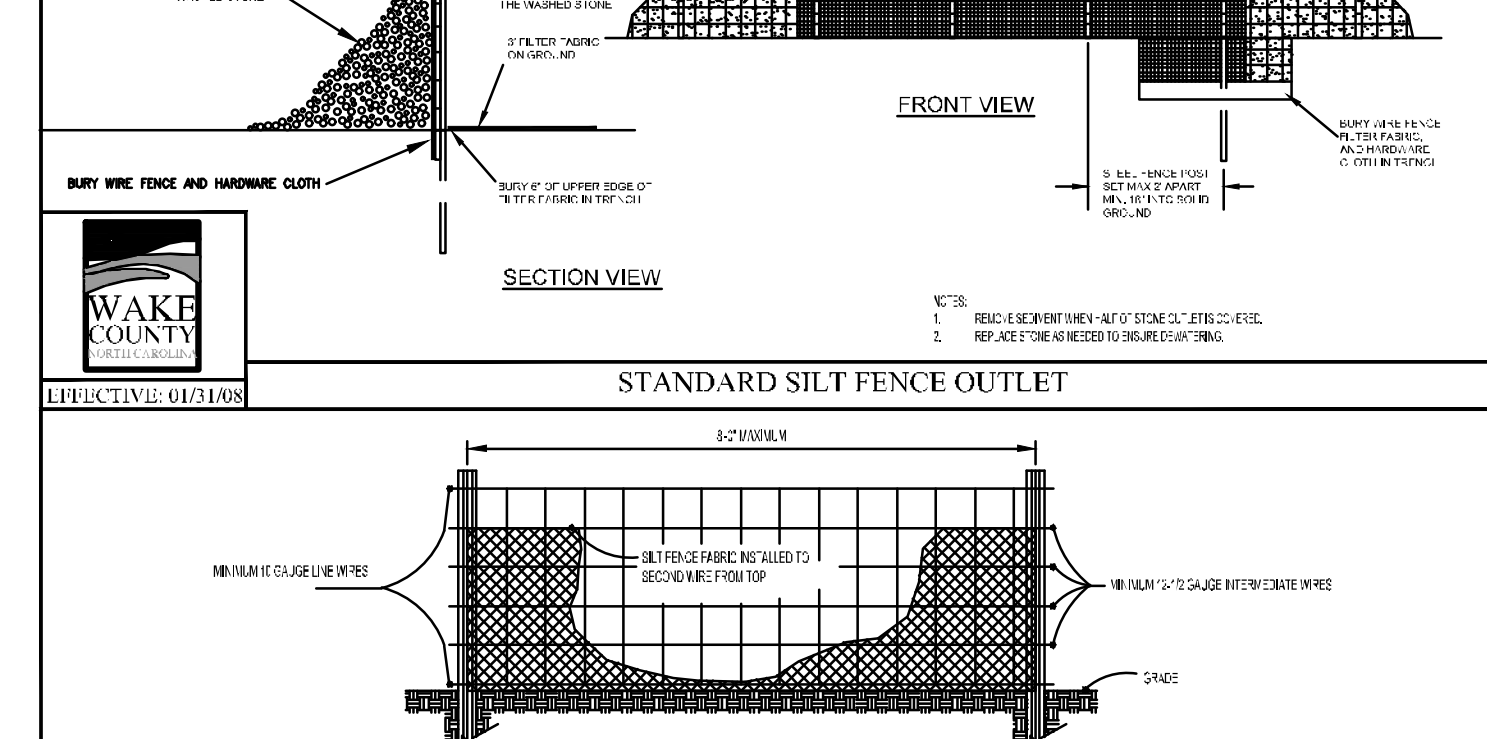 THE WASHED STONE
3' FILTER FABRIC
ON GROUND
FRONT VIEW
BURY WIRE FENCE
FILTER FABRIC,
AND HARDWARE
CLOTH IN TRENCH
BURY WIRE FENCE AND HARDWARE CLOTH
BURY 6" OF UPPER EDGE OF
FILTER FABRIC IN TRENCH
STEEL FENCE POST
SET MAX 2' APART
MIN. 18" INTO SOLID
GROUND
SECTION VIEW
WAKE
COUNTY
NORTH CAROLINA
NOTES:
1. REMOVE SEDIMENT WHEN HALF OF STONE OUTLET IS COVERED.
2. REPLACE STONE AS NEEDED TO ENSURE DEWATERING.
EFFECTIVE: 01/31/08
STANDARD SILT FENCE OUTLET
8'-0" MAXIMUM
SILT FENCE FABRIC INSTALLED TO
SECOND WIRE FROM TOP
MINIMUM 10 GAUGE LINE WIRES
MINIMUM 12-1/2 GAUGE INTERMEDIATE WIRES
GRADE